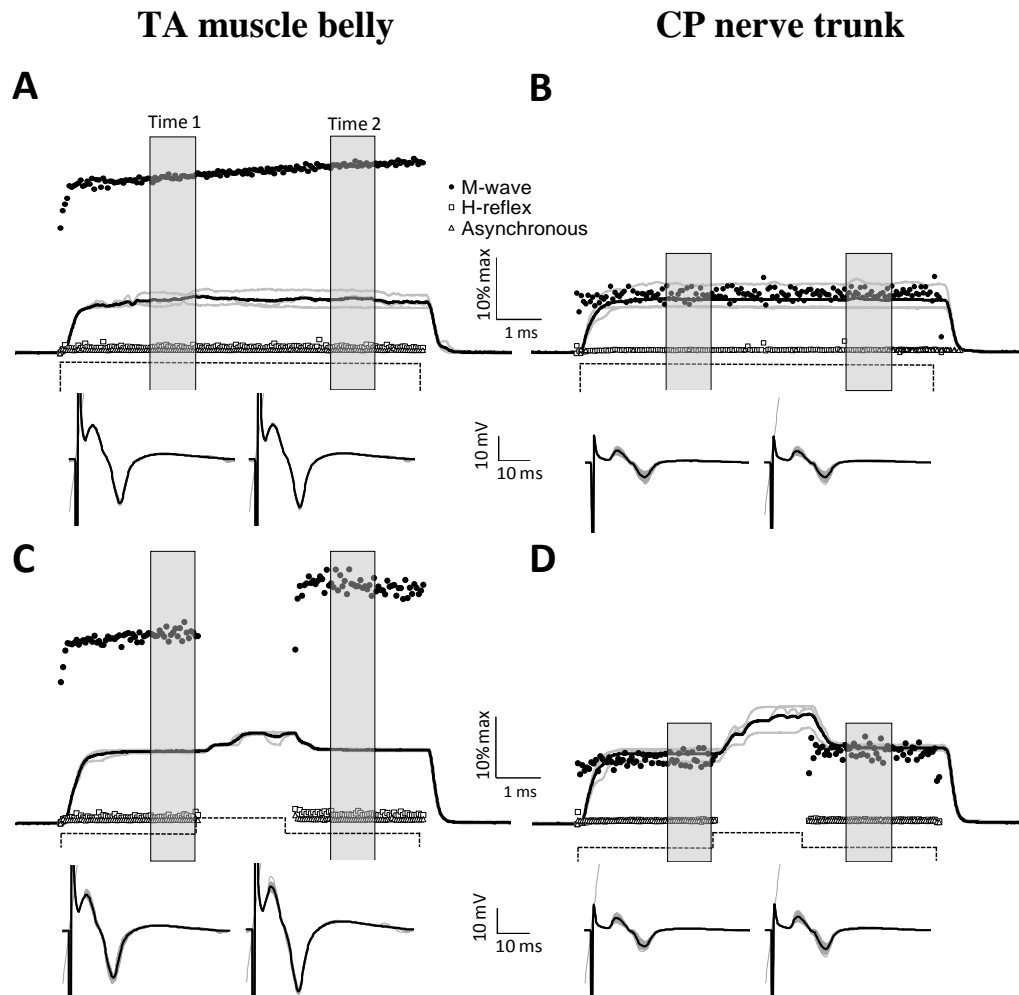 TA muscle belly
CP nerve trunk
A
B
Time 1
Time 2
M-wave
H-reflex
Asynchronous
10% max
1 ms
10 mV
10 ms
C
D
10% max
1 ms
10 mV
10 ms